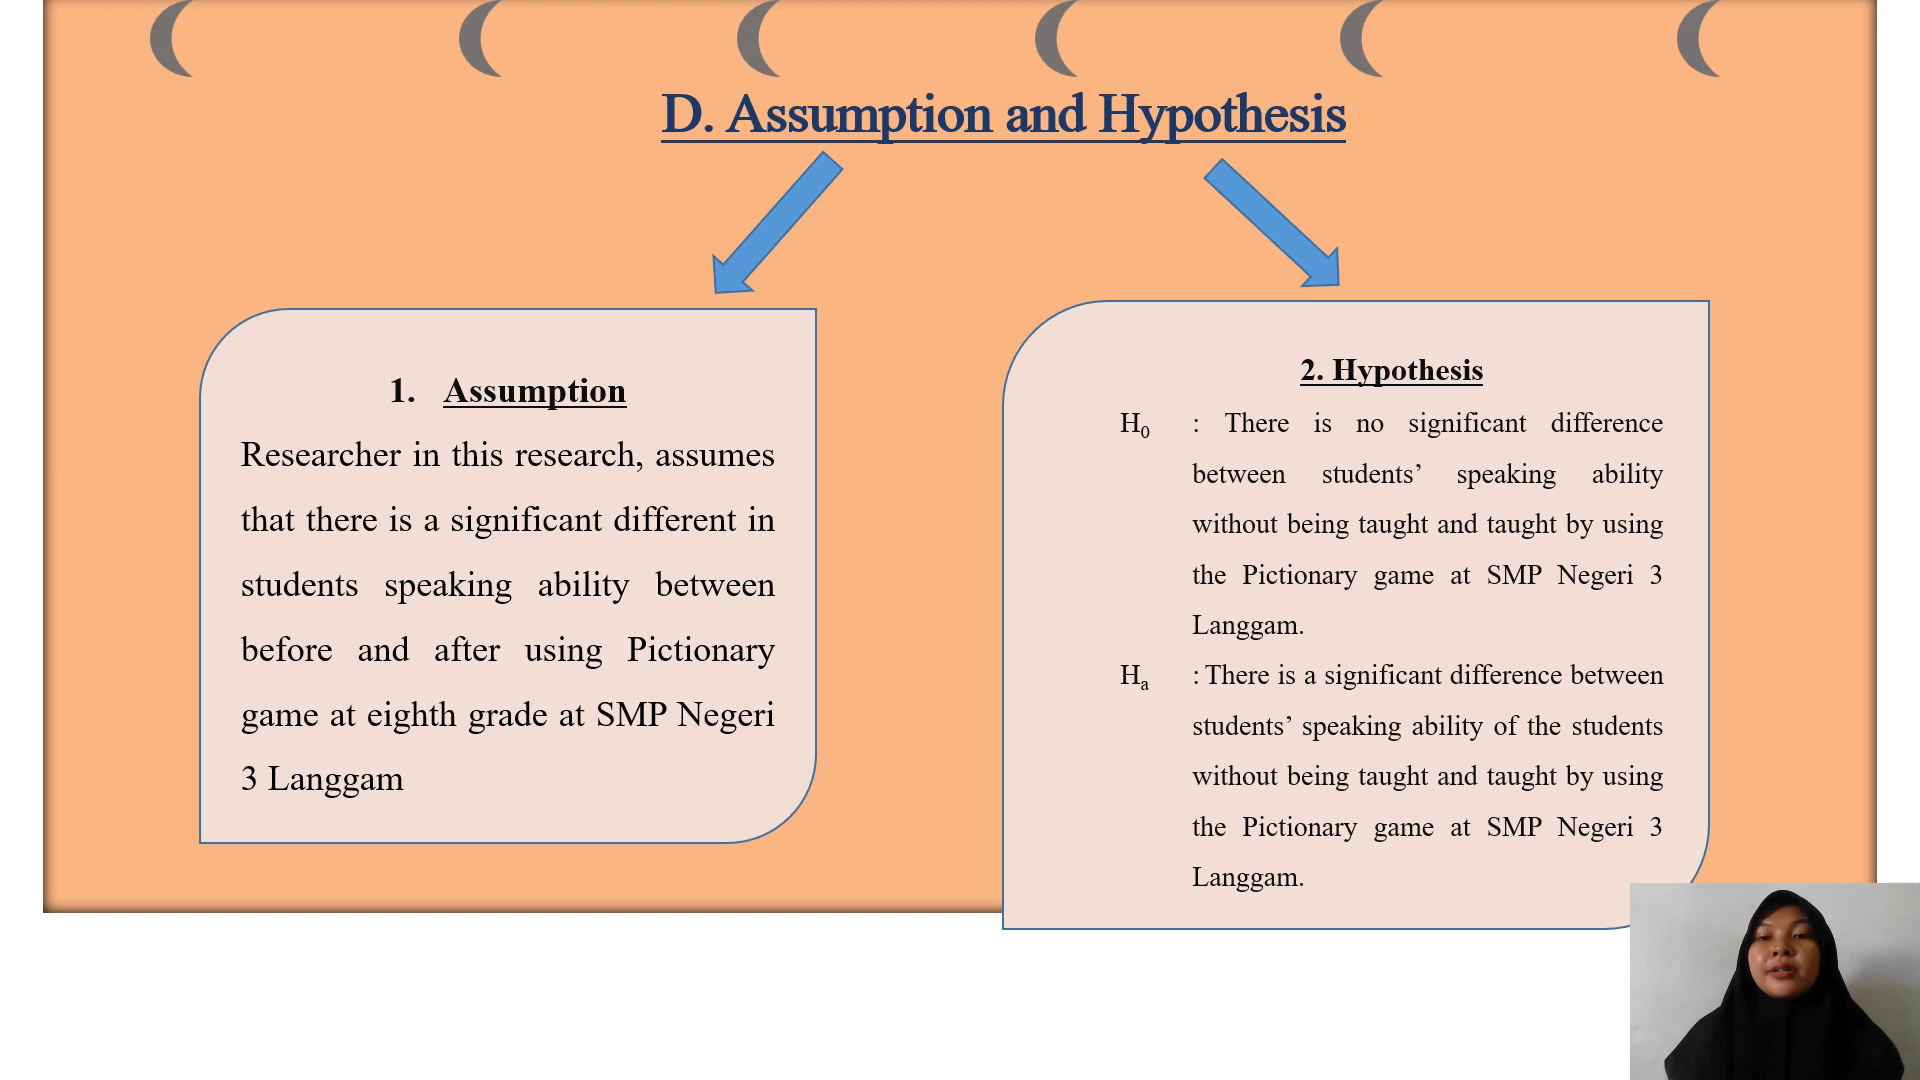 D. Assumption and Hypothesis
1. Assumption
Researcher in this research, assumes
that there is a significant different in
students speaking ability between
before and after using Pictionary
game at eighth grade at SMP Negeri
3 Langgam
2. Hypothesis
H₀ : There is no significant difference
between students’ speaking ability
without being taught and taught by using
the Pictionary game at SMP Negeri 3
Langgam.
Hₐ : There is a significant difference between
students’ speaking ability of the students
without being taught and taught by using
the Pictionary game at SMP Negeri 3
Langgam.